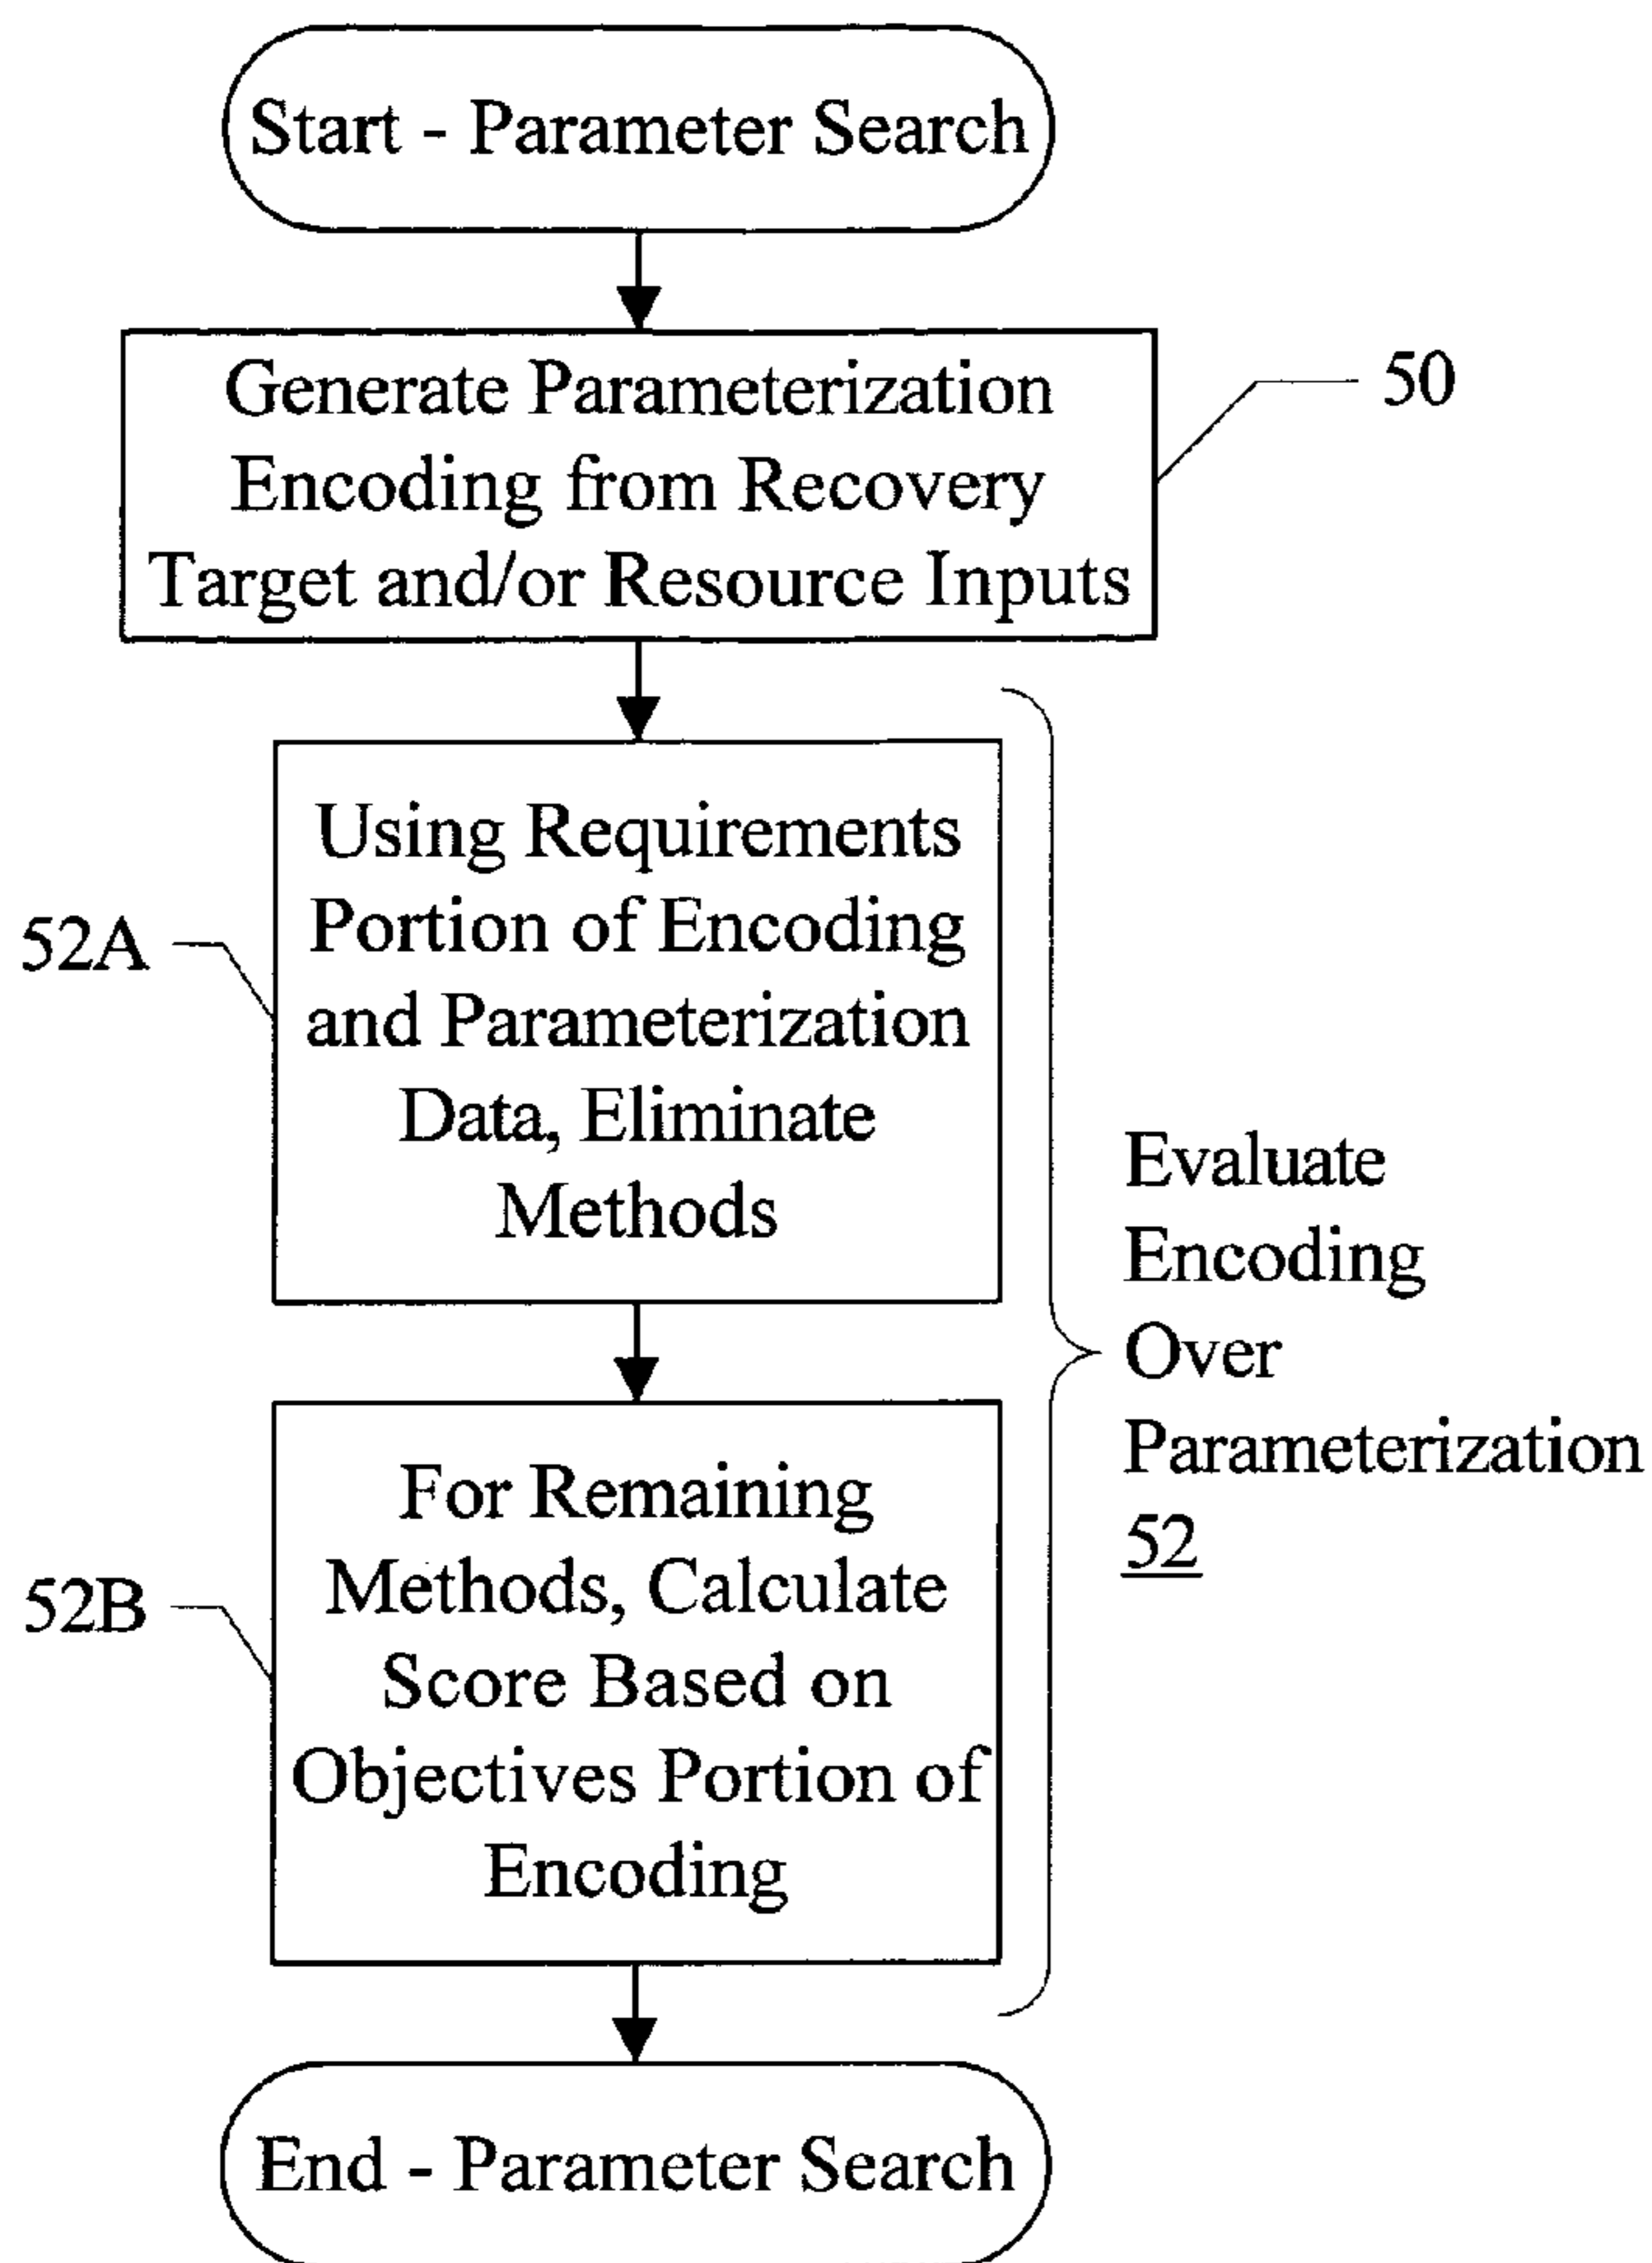 Start - Parameter Search
Generate Parameterization
Encoding from Recovery
Target and/or Resource Inputs
50
Using Requirements
Portion of Encoding
and Parameterization
Data, Eliminate
Methods
52A
Evaluate
Encoding
Over
Parameterization
52
For Remaining
Methods, Calculate
Score Based on
Objectives Portion of
Encoding
52B
End - Parameter Search